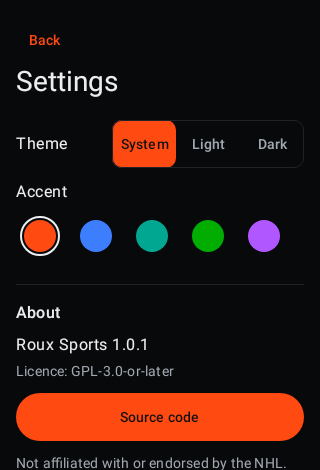 Back
Settings
Theme
System Light Dark
Accent
About
Roux Sports 1.0.1
Licence: GPL-3.0-or-later
Source code
Not affiliated with or endorsed by the NHL.